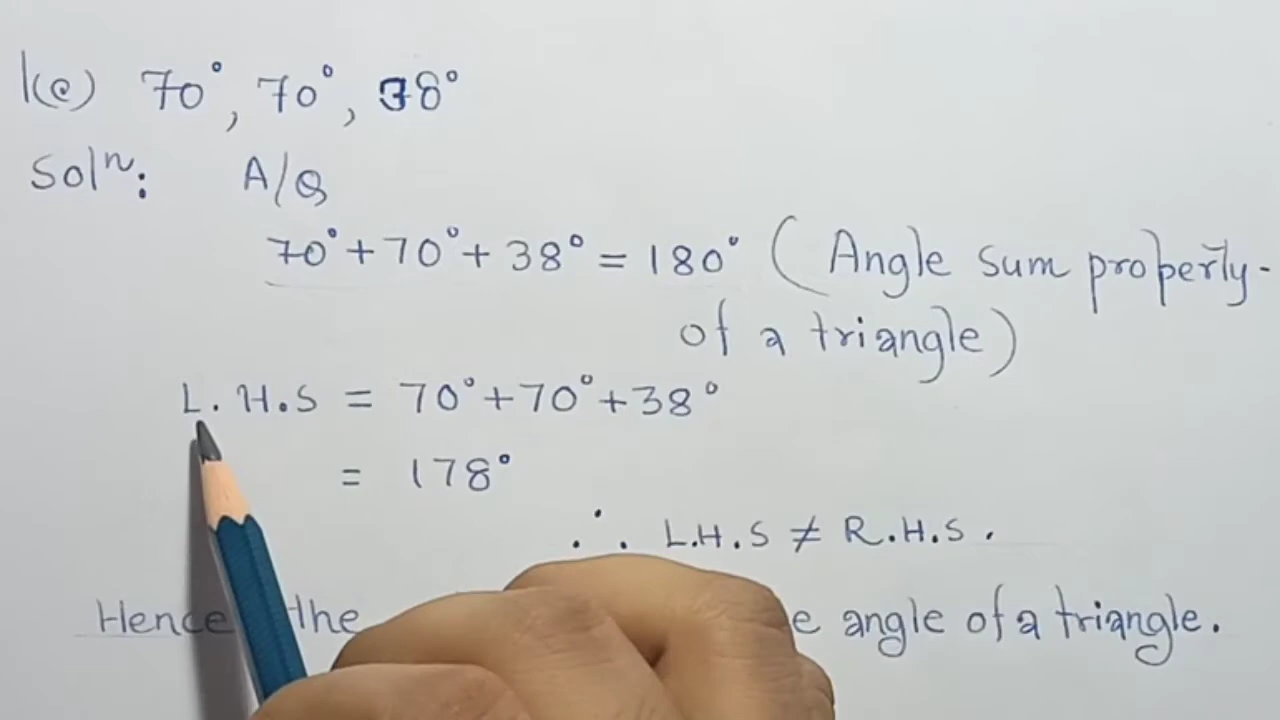 1(e) 70°, 70°, 38°
Solⁿ: A/Q
70° + 70° + 38° = 180° (Angle sum property
of a triangle)
L.H.S = 70° + 70° + 38°
= 178°
∴ L.H.S ≠ R.H.S.
Hence the angle of a triangle.